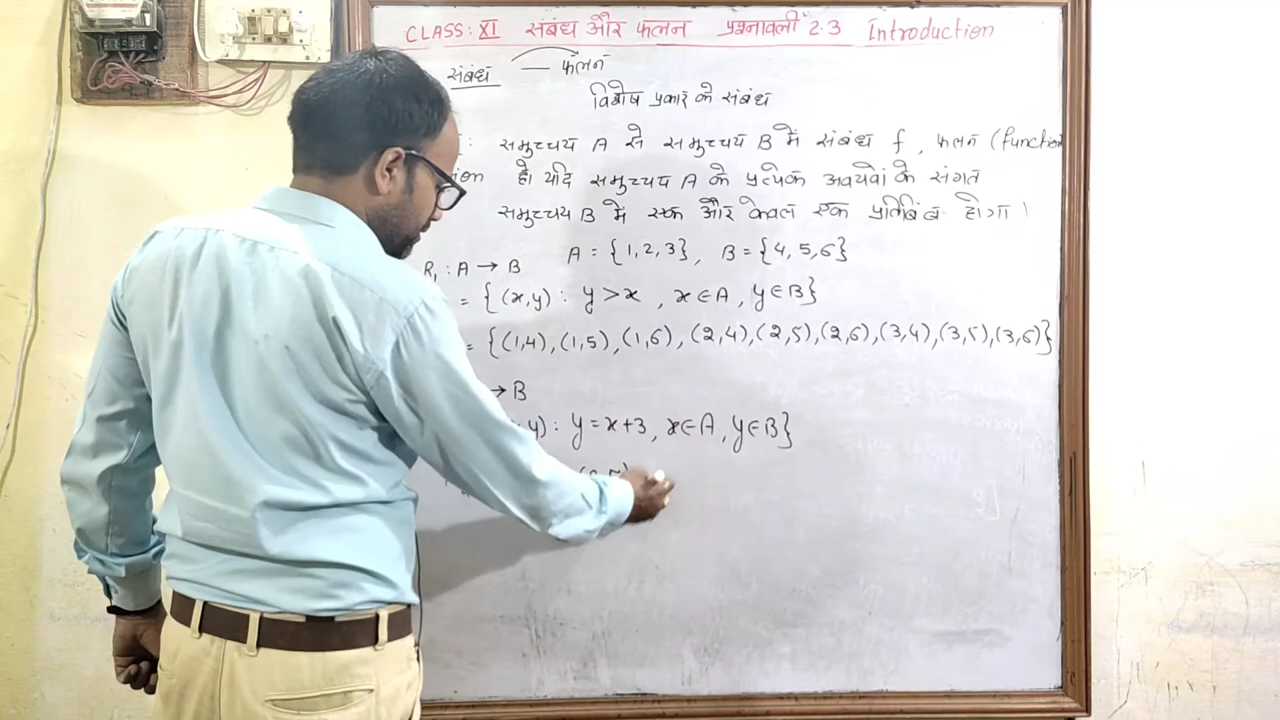 CLASS: XI संबंध और फलन प्रश्नावली 2.3 Introduction
संबंध — फलन
विशेष प्रकार के संबंध
: समुच्चय A से समुच्चय B में संबंध f , फलन (function
है। यदि समुच्चय A के प्रत्येक अवयवों के संगत
समुच्चय B में एक और केवल एक प्रतिबिंब होगा।
A = {1,2,3}, B = {4,5,6}
R₁ : A → B
= {(x,y) : y > x , x ∈ A, y ∈ B}
= {(1,4),(1,5),(1,6),(2,4),(2,5),(2,6),(3,4),(3,5),(3,6)}
→ B
y) : y = x+3, x ∈ A, y ∈ B}